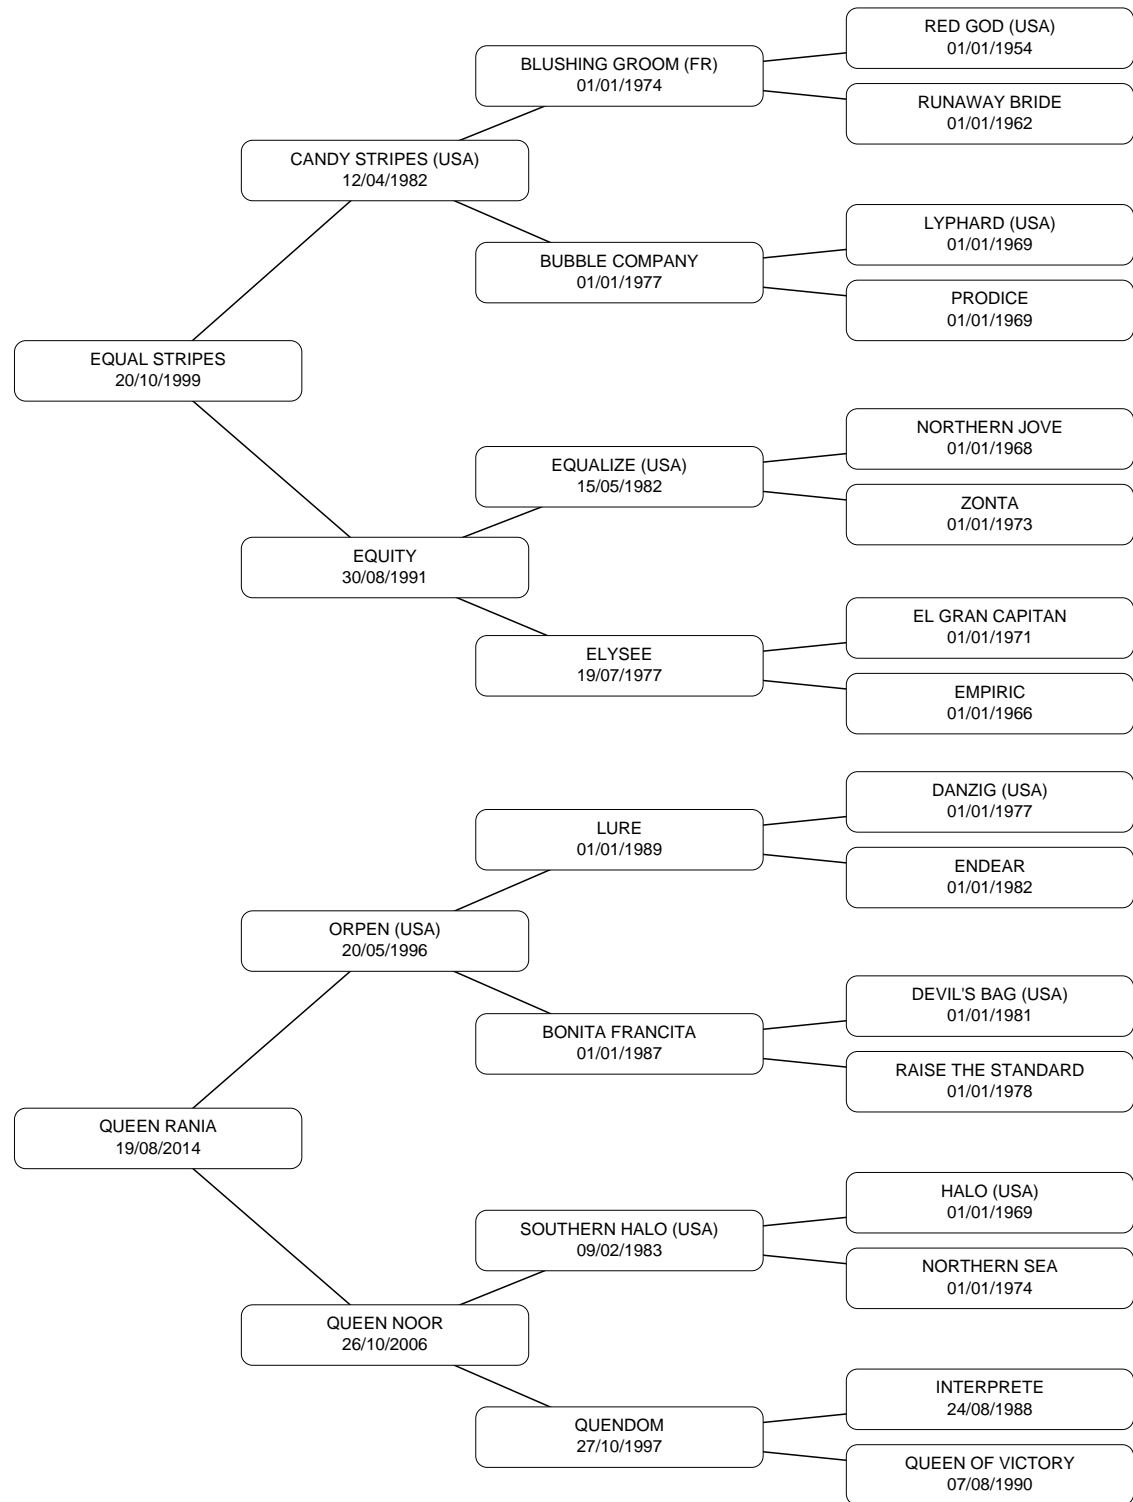 RED GOD (USA)
01/01/1954
BLUSHING GROOM (FR)
01/01/1974
RUNAWAY BRIDE
01/01/1962
CANDY STRIPES (USA)
12/04/1982
LYPHARD (USA)
01/01/1969
BUBBLE COMPANY
01/01/1977
PRODICE
01/01/1969
EQUAL STRIPES
20/10/1999
NORTHERN JOVE
01/01/1968
EQUALIZE (USA)
15/05/1982
ZONTA
01/01/1973
EQUITY
30/08/1991
EL GRAN CAPITAN
01/01/1971
ELYSEE
19/07/1977
EMPIRIC
01/01/1966
DANZIG (USA)
01/01/1977
LURE
01/01/1989
ENDEAR
01/01/1982
ORPEN (USA)
20/05/1996
DEVIL'S BAG (USA)
01/01/1981
BONITA FRANCITA
01/01/1987
RAISE THE STANDARD
01/01/1978
QUEEN RANIA
19/08/2014
HALO (USA)
01/01/1969
SOUTHERN HALO (USA)
09/02/1983
NORTHERN SEA
01/01/1974
QUEEN NOOR
26/10/2006
INTERPRETE
24/08/1988
QUENDOM
27/10/1997
QUEEN OF VICTORY
07/08/1990